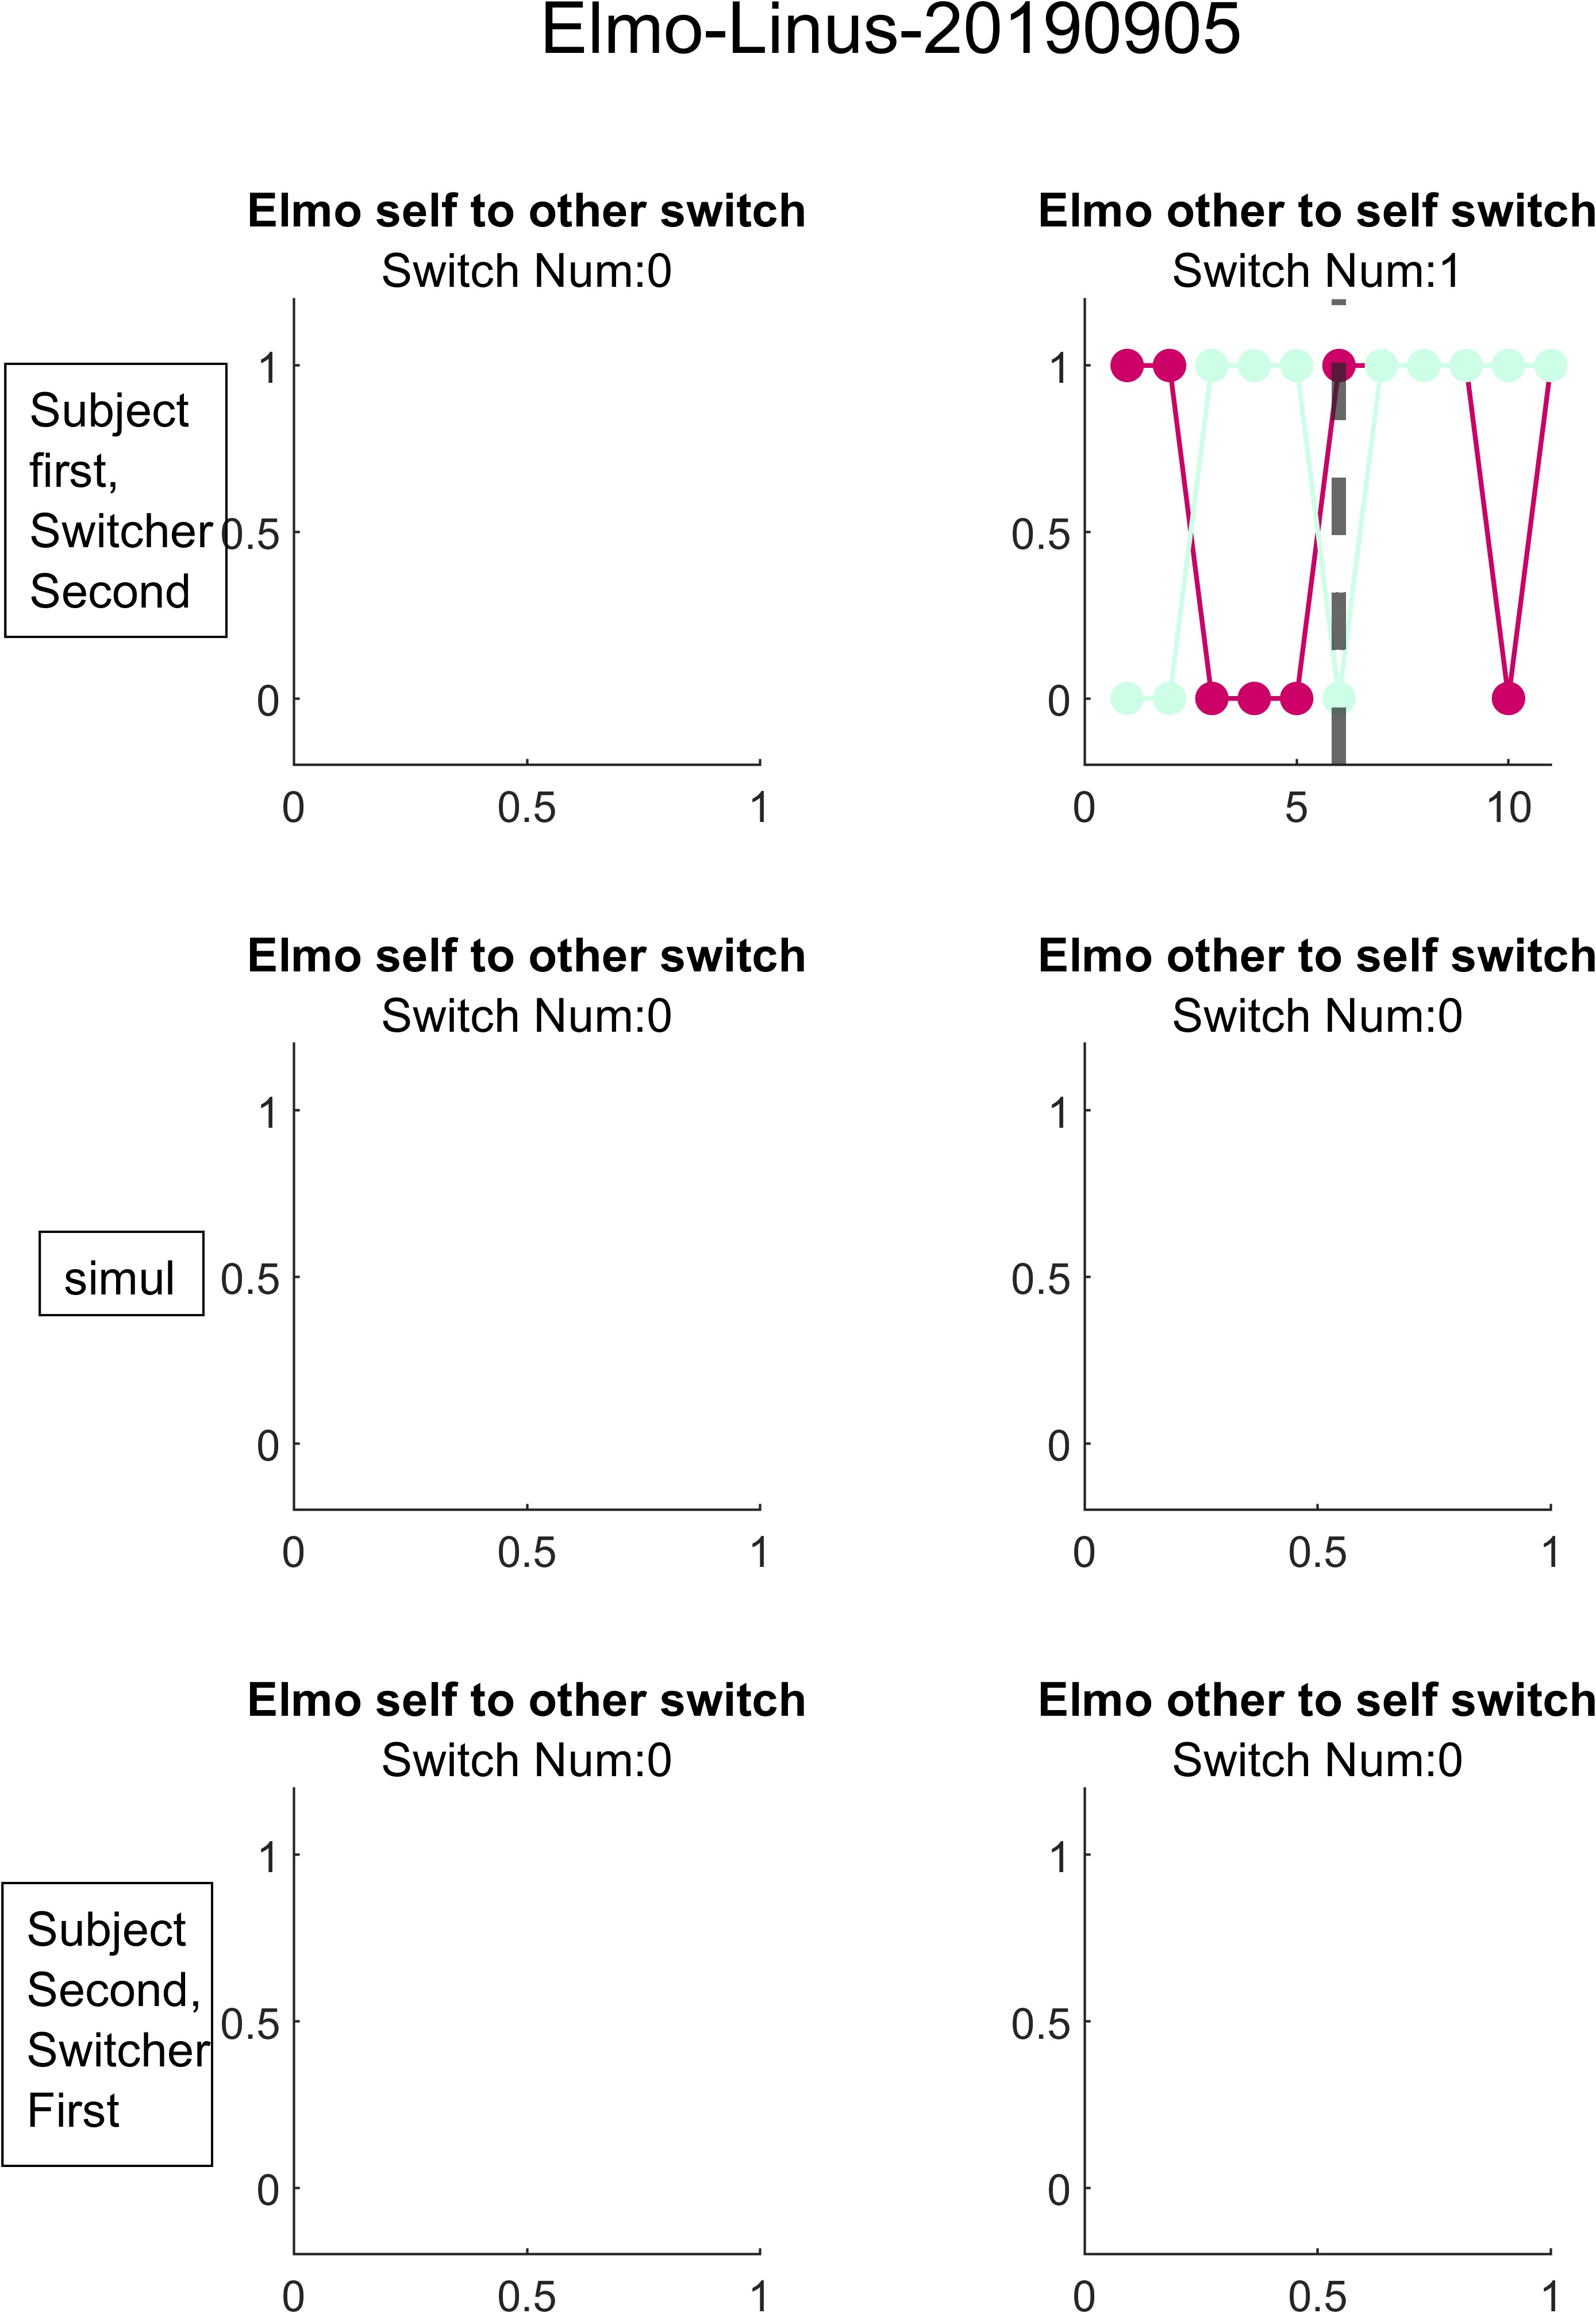 Elmo-Linus-20190905
Elmo self to other switch
Switch Num:0
Elmo other to self switch
Switch Num:1
Subject
first,
Switcher
Second
1
0.5
0
0 0.5 1
1
0.5
0
0 5 10
Elmo self to other switch
Switch Num:0
Elmo other to self switch
Switch Num:0
simul
1
0.5
0
0 0.5 1
1
0.5
0
0 0.5 1
Elmo self to other switch
Switch Num:0
Elmo other to self switch
Switch Num:0
Subject
Second,
Switcher
First
1
0.5
0
0 0.5 1
1
0.5
0
0 0.5 1